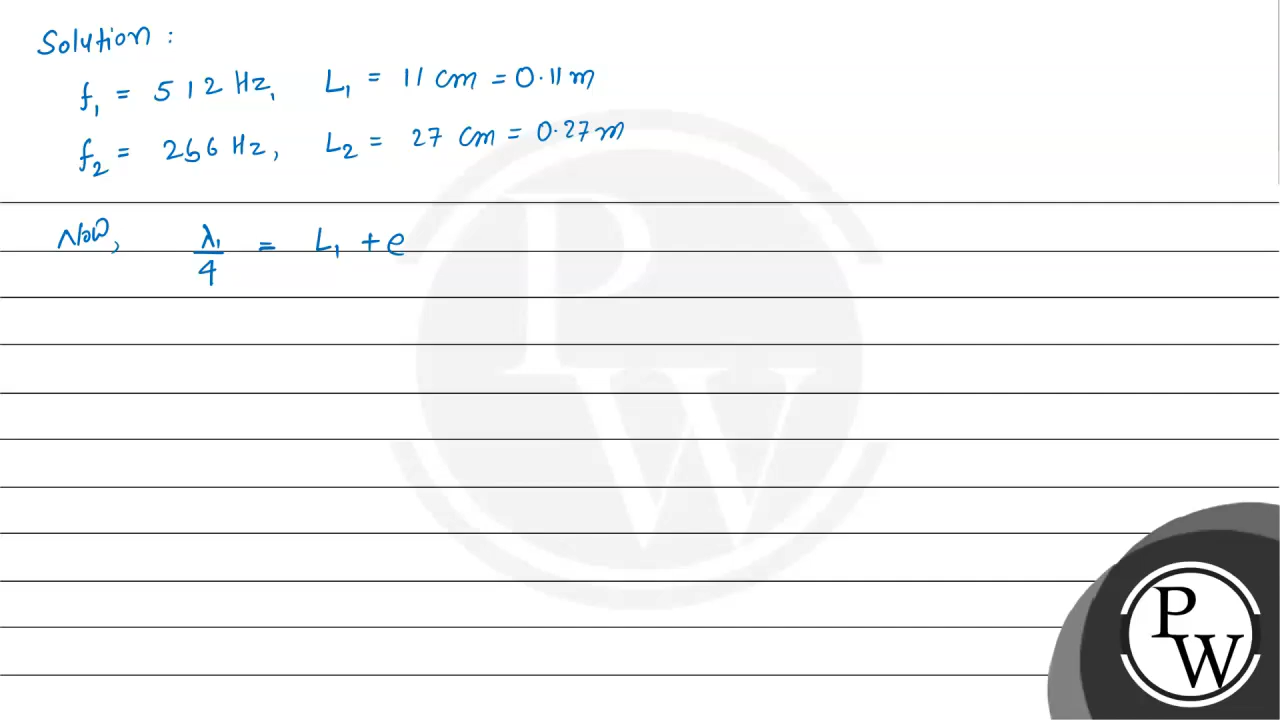 Solution :
f₁ = 512 Hz, L₁ = 11 cm = 0.11 m
f₂ = 256 Hz, L₂ = 27 cm = 0.27 m
Now, λ₁/4 = L₁ + e
P
W
P
W